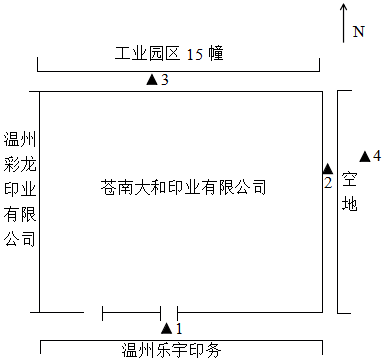 工业园区 15 幢
N
▲3
温州
彩龙
印业
有限
公司
苍南大和印业有限公司
▲2
空地
▲4
▲1
温州乐宇印务